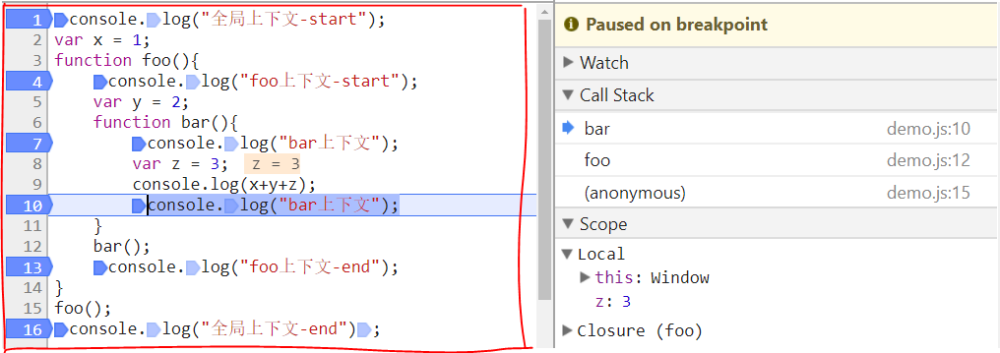 1 console.log("全局上下文-start");
2 var x = 1;
3 function foo(){
4 console.log("foo上下文-start");
5 var y = 2;
6 function bar(){
7 console.log("bar上下文");
8 var z = 3; z = 3
9 console.log(x+y+z);
10 console.log("bar上下文");
11 }
12 bar();
13 console.log("foo上下文-end");
14 }
15 foo();
16 console.log("全局上下文-end");
Paused on breakpoint
Watch
Call Stack
bar demo.js:10
foo demo.js:12
(anonymous) demo.js:15
Scope
Local
this: Window
z: 3
Closure (foo)